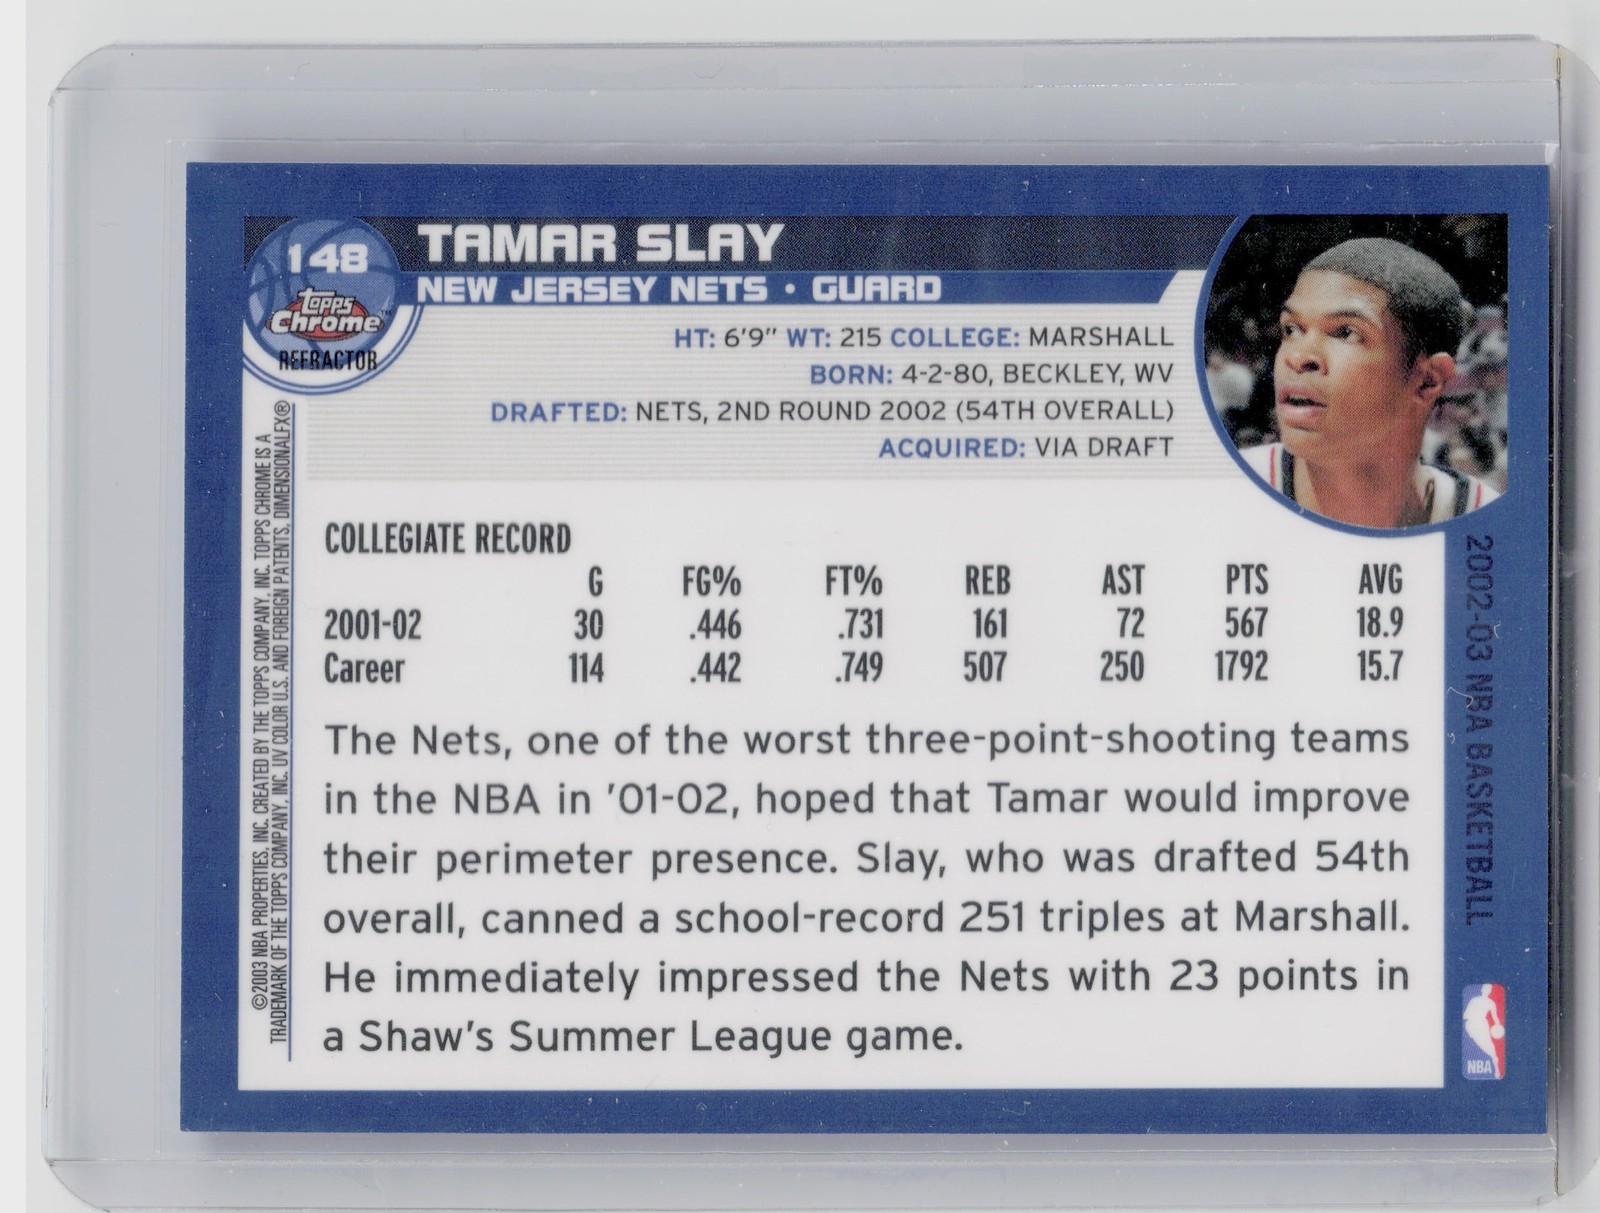 148
Topps
Chrome™
REFRACTOR
TAMAR SLAY
NEW JERSEY NETS • GUARD
HT: 6'9" WT: 215 COLLEGE: MARSHALL
BORN: 4-2-80, BECKLEY, WV
DRAFTED: NETS, 2ND ROUND 2002 (54TH OVERALL)
ACQUIRED: VIA DRAFT
COLLEGIATE RECORD
G FG% FT% REB AST PTS AVG
2001-02 30 .446 .731 161 72 567 18.9
Career 114 .442 .749 507 250 1792 15.7
The Nets, one of the worst three-point-shooting teams
in the NBA in '01-02, hoped that Tamar would improve
their perimeter presence. Slay, who was drafted 54th
overall, canned a school-record 251 triples at Marshall.
He immediately impressed the Nets with 23 points in
a Shaw's Summer League game.
©2003 NBA PROPERTIES, INC. CREATED BY THE TOPPS COMPANY, INC. TOPPS CHROME IS A
TRADEMARK OF THE TOPPS COMPANY, INC. UV COLOR U.S. AND FOREIGN PATENTS, DIMENSIONALFX®
2002-03 NBA BASKETBALL
NBA